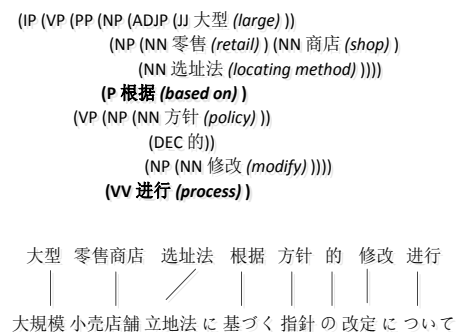 (IP (VP (PP (NP (ADJP (JJ 大型 (large) ))
(NP (NN 零售 (retail) ) (NN 商店 (shop) )
(NN 选址法 (locating method) ))))
(P 根据 (based on) )
(VP (NP (NN 方针 (policy) ))
(DEC 的))
(NP (NN 修改 (modify) ))))
(VV 进行 (process) )
大型 零售商店 选址法 根据 方针 的 修改 进行
大規模 小売店舗 立地法 に 基づく 指針 の 改定 に ついて